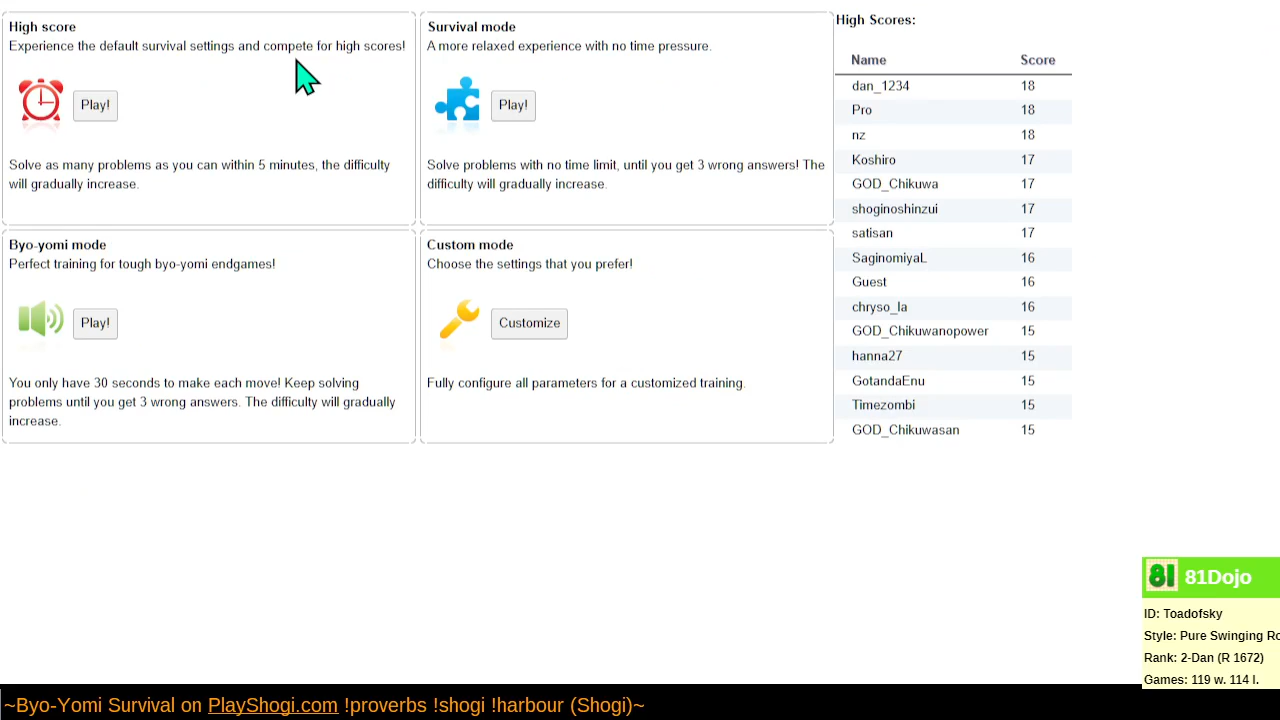 High score
Experience the default survival settings and compete for high scores!
Play!
Solve as many problems as you can within 5 minutes, the difficulty
will gradually increase.
Survival mode
A more relaxed experience with no time pressure.
Play!
Solve problems with no time limit, until you get 3 wrong answers! The
difficulty will gradually increase.
Byo-yomi mode
Perfect training for tough byo-yomi endgames!
Play!
You only have 30 seconds to make each move! Keep solving
problems until you get 3 wrong answers. The difficulty will gradually
increase.
Custom mode
Choose the settings that you prefer!
Customize
Fully configure all parameters for a customized training.
High Scores:
Name Score
dan_1234 18
Pro 18
nz 18
Koshiro 17
GOD_Chikuwa 17
shoginoshinzui 17
satisan 17
SaginomiyaL 16
Guest 16
chryso_la 16
GOD_Chikuwanopower 15
hanna27 15
GotandaEnu 15
Timezombi 15
GOD_Chikuwasan 15
81 81Dojo
ID: Toadofsky
Style: Pure Swinging Ro
Rank: 2-Dan (R 1672)
Games: 119 w. 114 l.
~Byo-Yomi Survival on PlayShogi.com !proverbs !shogi !harbour (Shogi)~